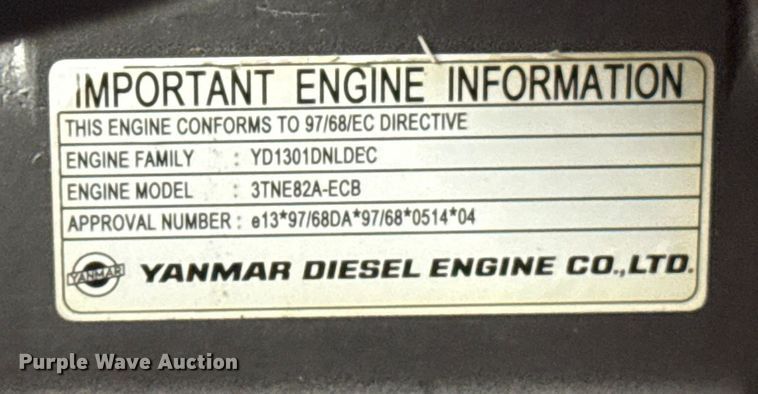 IMPORTANT ENGINE INFORMATION
THIS ENGINE CONFORMS TO 97/68/EC DIRECTIVE
ENGINE FAMILY : YD1301DNLDEC
ENGINE MODEL : 3TNE82A-ECB
APPROVAL NUMBER : e13*97/68DA*97/68*0514*04
YANMAR YANMAR DIESEL ENGINE CO.,LTD.
Purple Wave Auction